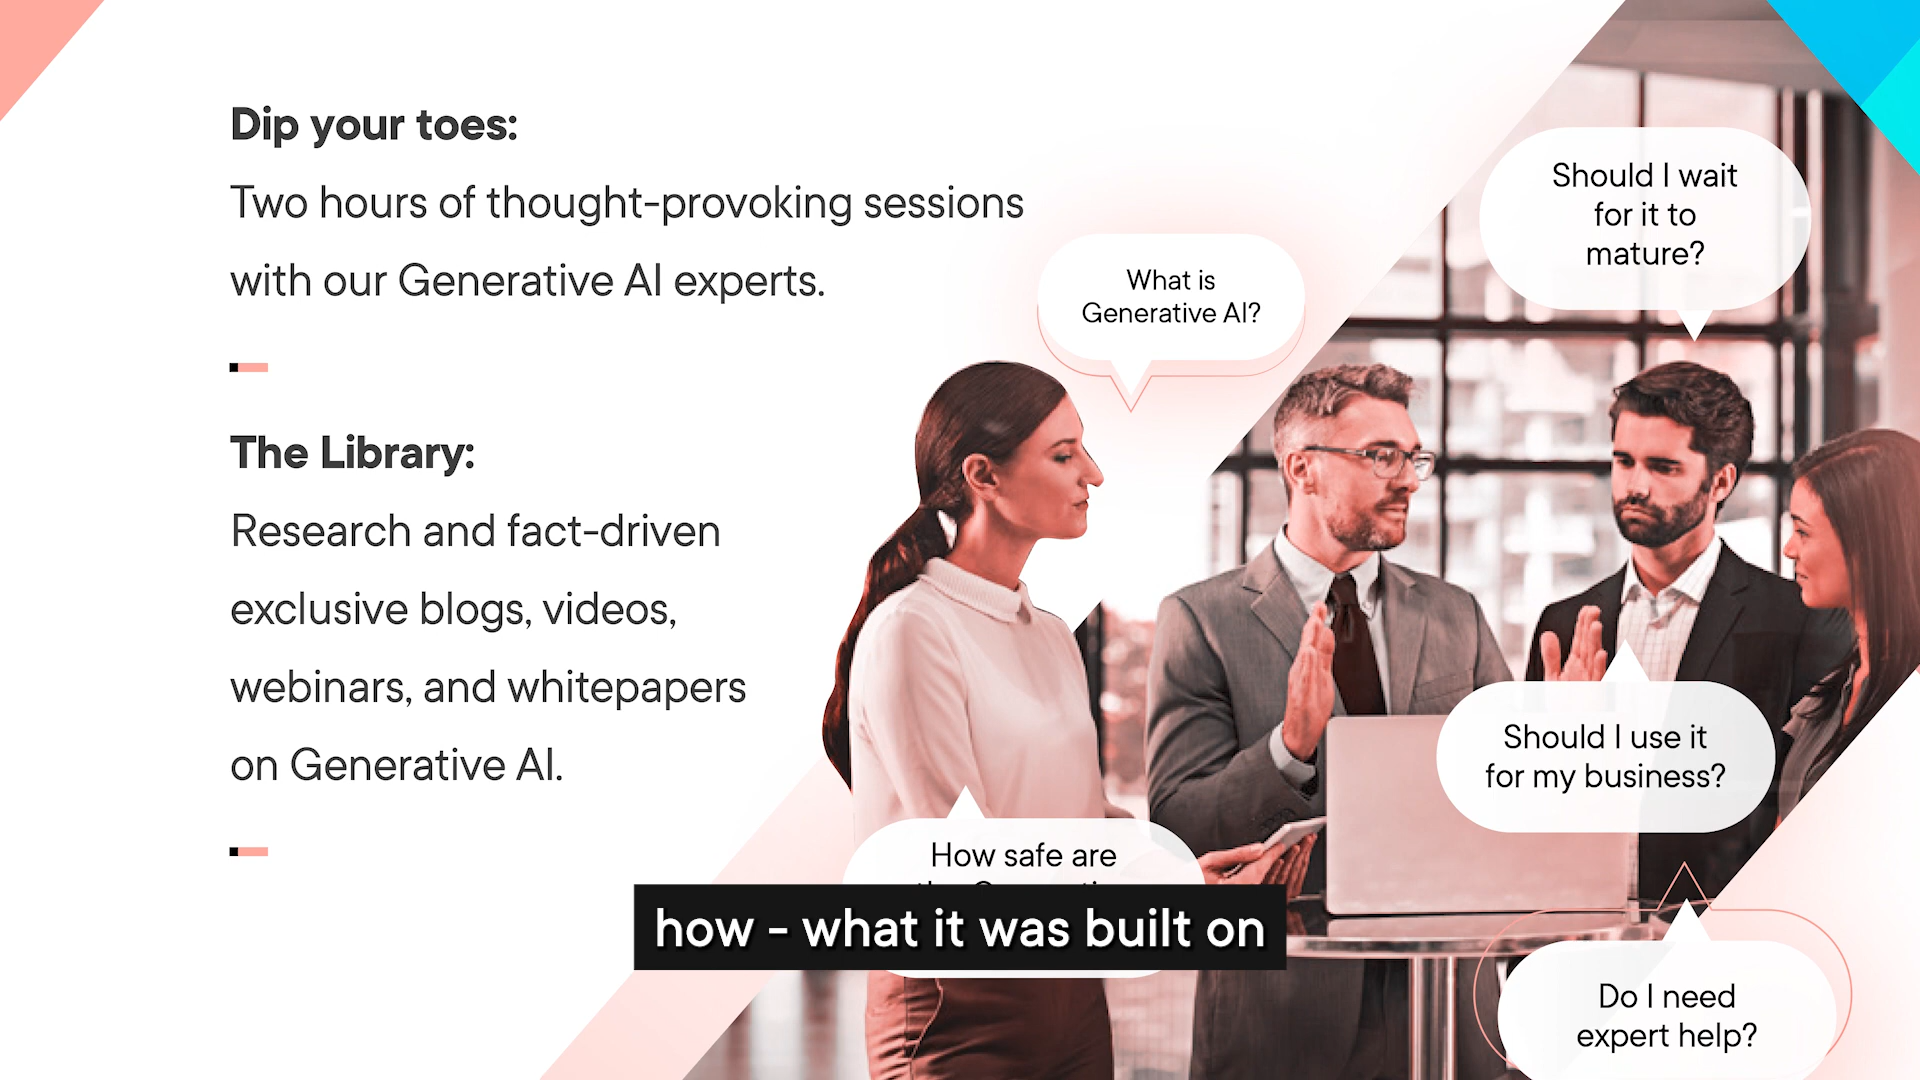 Dip your toes:
Two hours of thought-provoking sessions
with our Generative AI experts.
The Library:
Research and fact-driven
exclusive blogs, videos,
webinars, and whitepapers
on Generative AI.
What is
Generative AI?
Should I wait
for it to
mature?
Should I use it
for my business?
How safe are
how - what it was built on
Do I need
expert help?